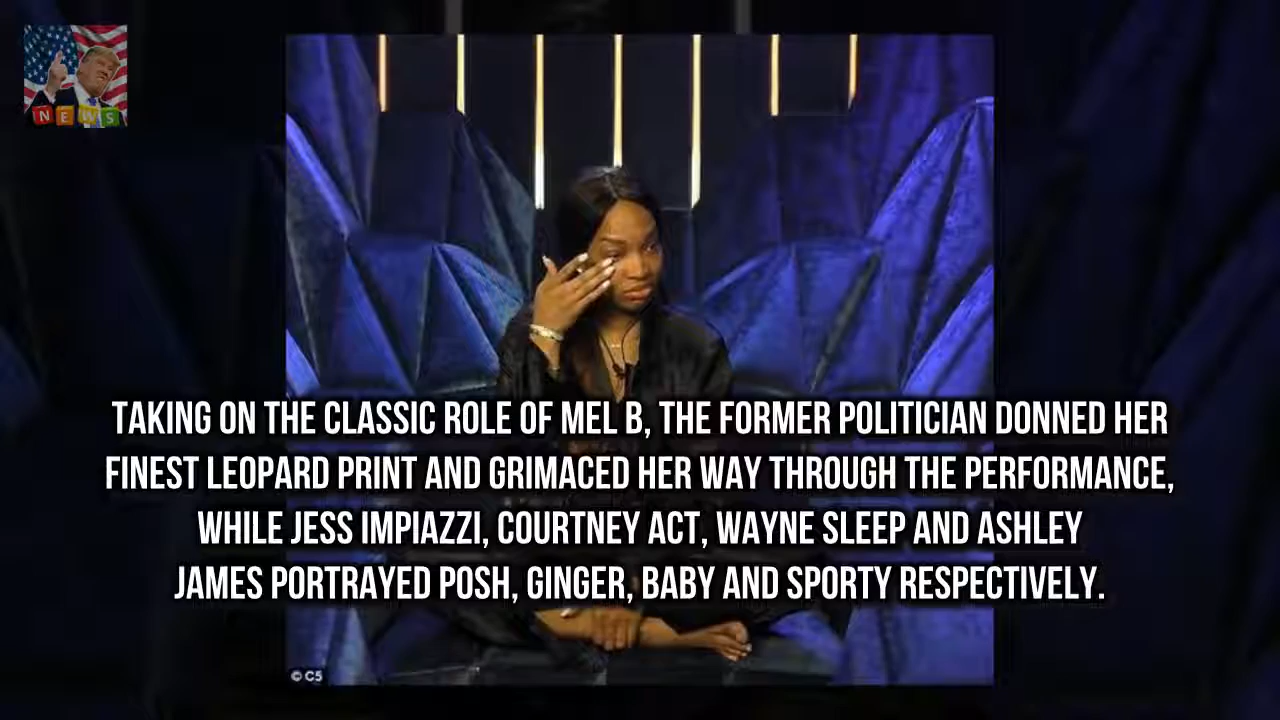 NEWS
TAKING ON THE CLASSIC ROLE OF MEL B, THE FORMER POLITICIAN DONNED HER
FINEST LEOPARD PRINT AND GRIMACED HER WAY THROUGH THE PERFORMANCE,
WHILE JESS IMPIAZZI, COURTNEY ACT, WAYNE SLEEP AND ASHLEY
JAMES PORTRAYED POSH, GINGER, BABY AND SPORTY RESPECTIVELY.
© C5